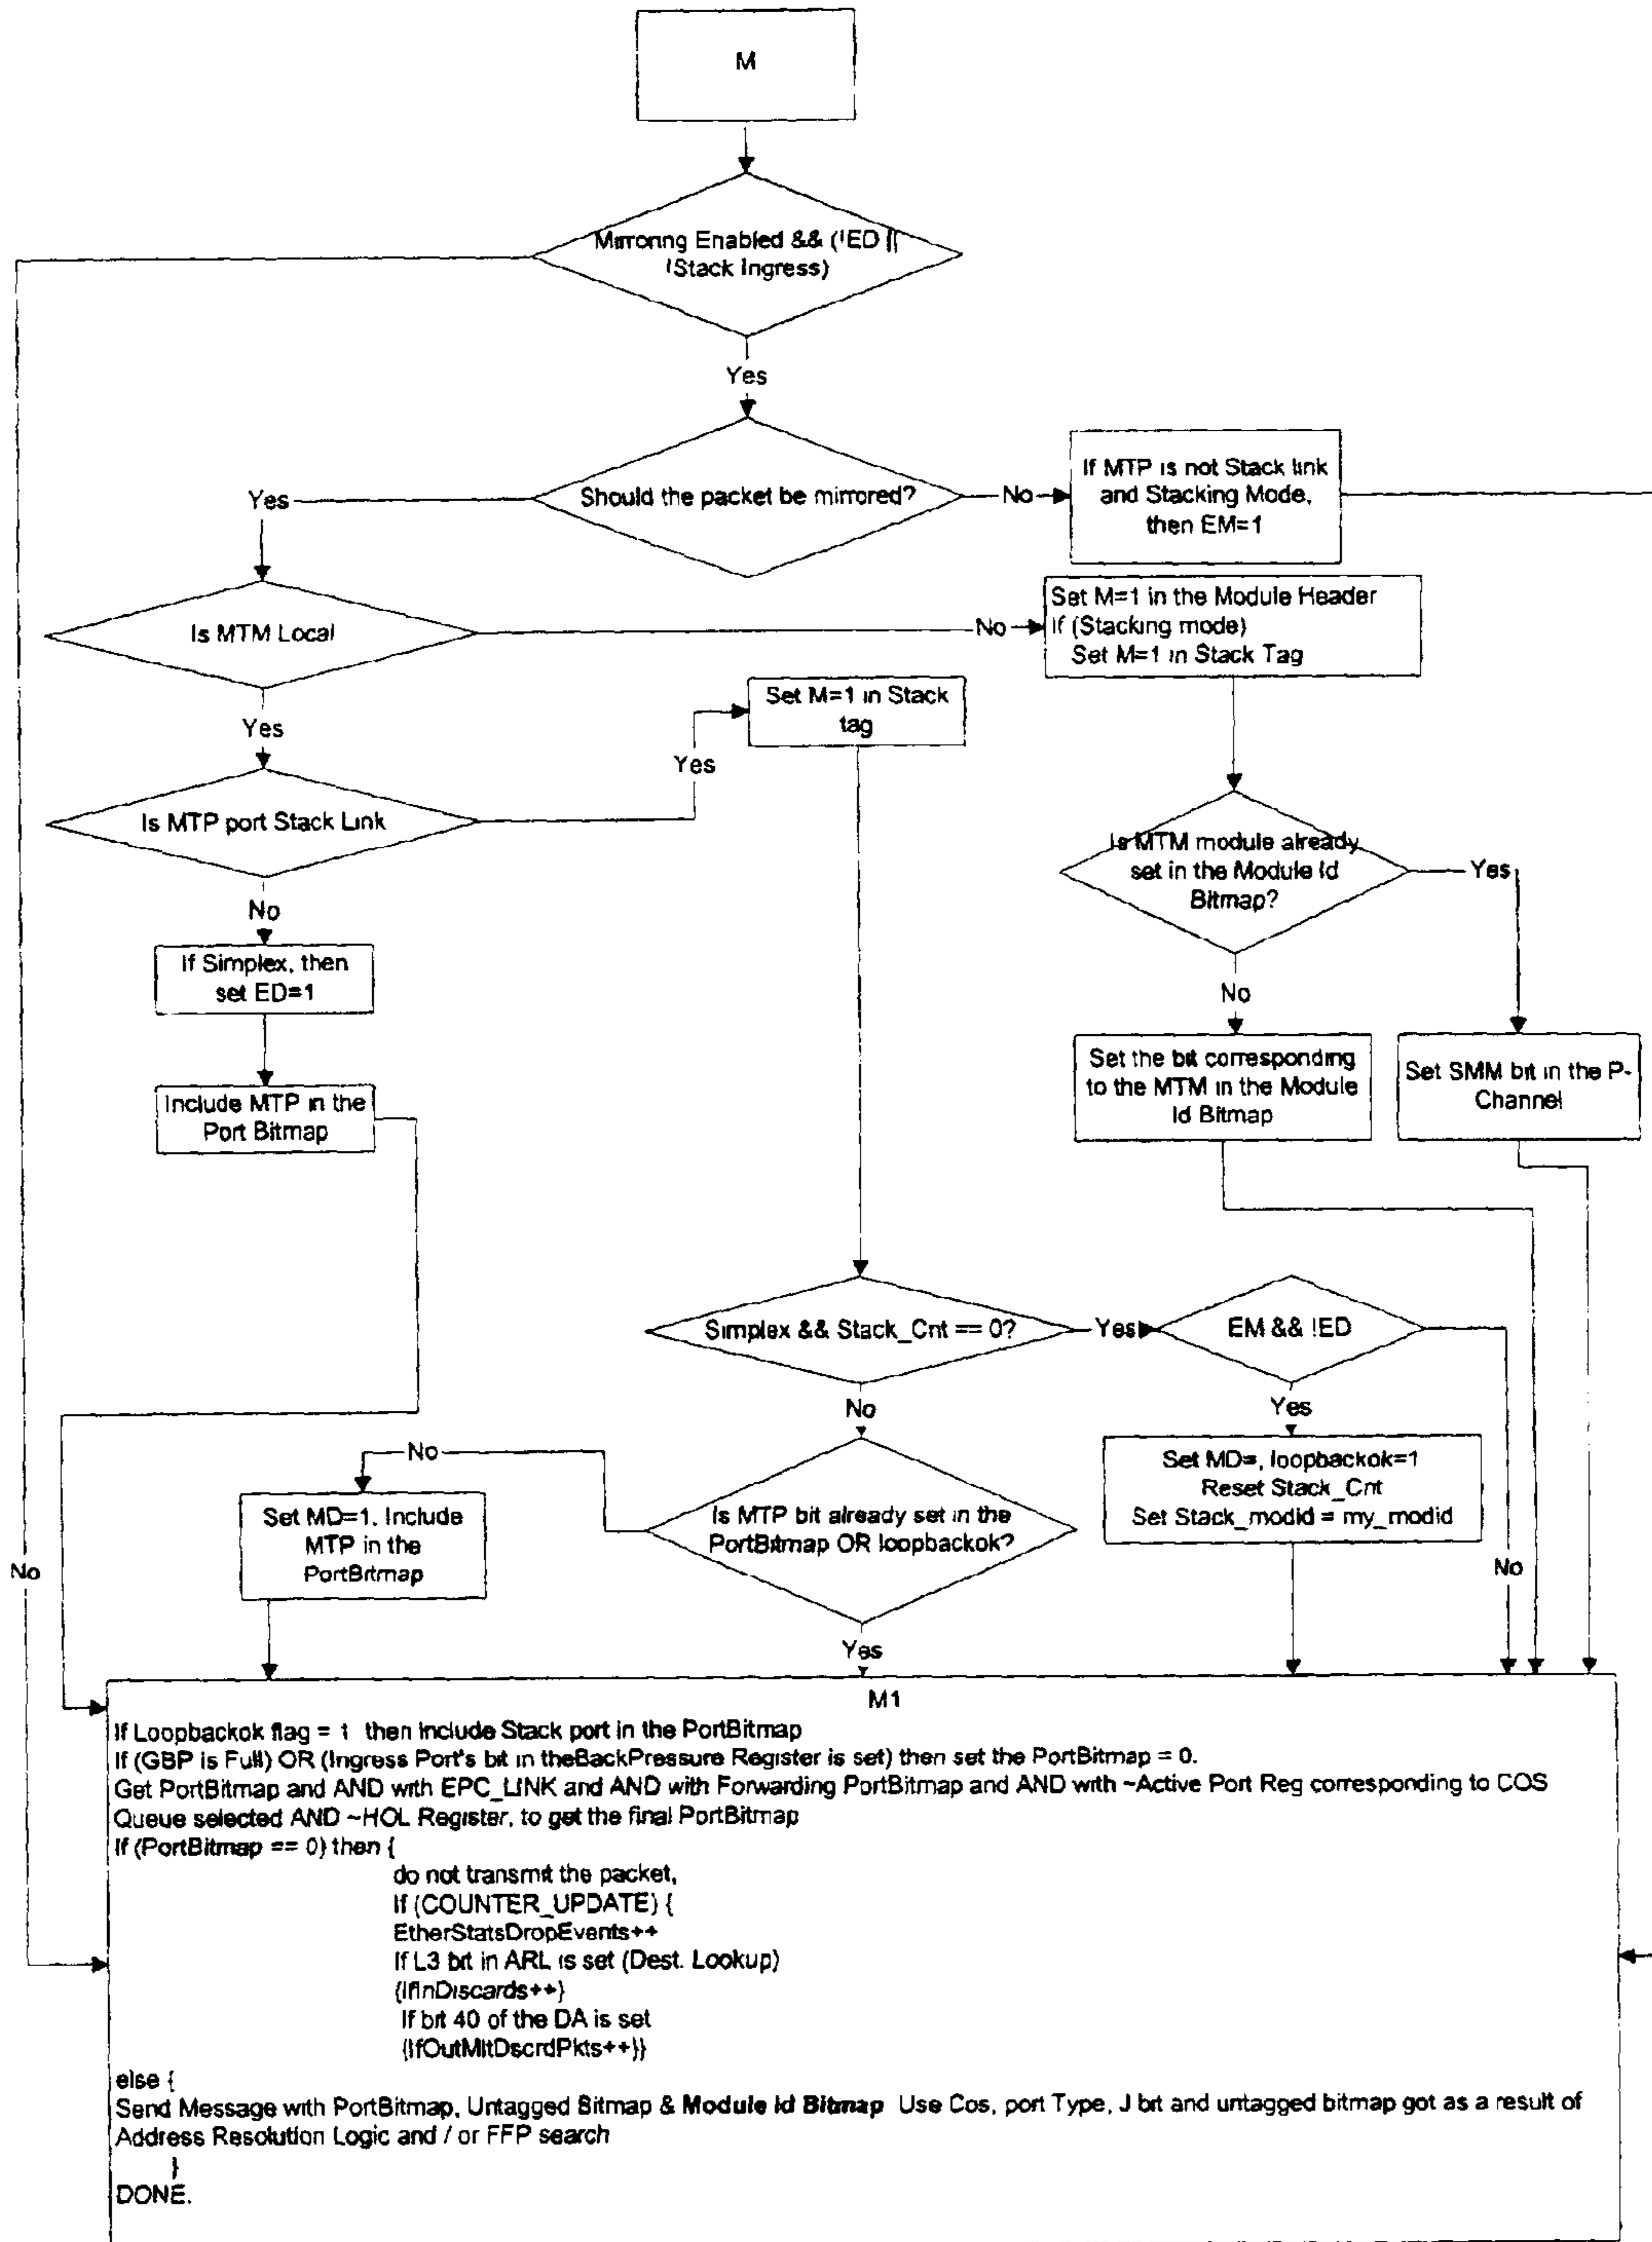 M
Mirroring Enabled && (!ED ||
!Stack Ingress)
Yes
Should the packet be mirrored?
Yes
No
If MTP is not Stack link
and Stacking Mode,
then EM=1
Is MTM Local
No
Set M=1 in the Module Header
If (Stacking mode)
Set M=1 in Stack Tag
Yes
Set M=1 in Stack
tag
Yes
Is MTP port Stack Link
Is MTM module already
set in the Module Id
Bitmap?
Yes
No
If Simplex, then
set ED=1
No
Include MTP in the
Port Bitmap
Set the bit corresponding
to the MTM in the Module
Id Bitmap
Set SMM bit in the P-
Channel
Simplex && Stack_Cnt == 0?
Yes
EM && !ED
No
Yes
No
Set MD=1, Include
MTP in the
PortBitmap
Is MTP bit already set in the
PortBitmap OR loopbackok?
Set MD=, loopbackok=1
Reset Stack_Cnt
Set Stack_modid = my_modid
No
No
Yes
M1
If Loopbackok flag = 1 then include Stack port in the PortBitmap
If (GBP is Full) OR (Ingress Port's bit in theBackPressure Register is set) then set the PortBitmap = 0.
Get PortBitmap and AND with EPC_LINK and AND with Forwarding PortBitmap and AND with ~Active Port Reg corresponding to COS
Queue selected AND ~HOL Register, to get the final PortBitmap
If (PortBitmap == 0) then {
do not transmit the packet,
If (COUNTER_UPDATE) {
EtherStatsDropEvents++
If L3 bit in ARL is set (Dest. Lookup)
{IfInDiscards++}
If bit 40 of the DA is set
{IfOutMltDscrdPkts++}}
else {
Send Message with PortBitmap, Untagged Bitmap & Module Id Bitmap Use Cos, port Type, J bit and untagged bitmap got as a result of
Address Resolution Logic and / or FFP search
}
DONE.